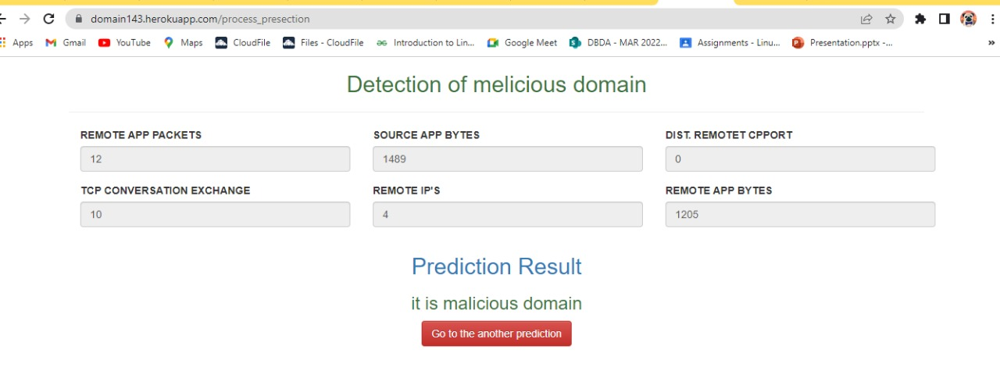 domain143.herokuapp.com/process_presection
Apps Gmail YouTube Maps CloudFile Files - CloudFile Introduction to Lin... Google Meet DBDA - MAR 2022... Assignments - Linu... Presentation.pptx -... »
Detection of melicious domain
REMOTE APP PACKETS SOURCE APP BYTES DIST. REMOTET CPPORT
12 1489 0
TCP CONVERSATION EXCHANGE REMOTE IP'S REMOTE APP BYTES
10 4 1205
Prediction Result
it is malicious domain
Go to the another prediction